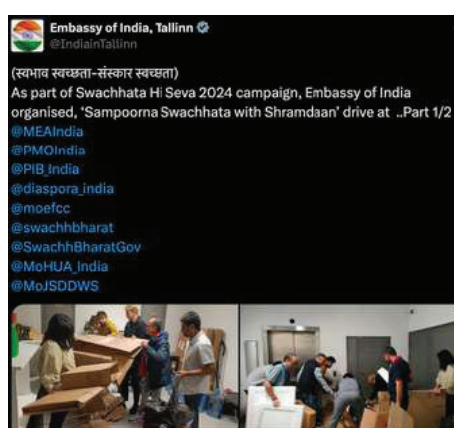 Embassy of India, Tallinn
@IndiainTallinn
(स्वभाव स्वच्छता-संस्कार स्वच्छता)
As part of Swachhata Hi Seva 2024 campaign, Embassy of India
organised, ‘Sampoorna Swachhata with Shramdaan’ drive at ..Part 1/2
@MEAIndia
@PMOIndia
@PIB_India
@diaspora_india
@moefcc
@swachhbharat
@SwachhBharatGov
@MoHUA_India
@MoJSDDWS